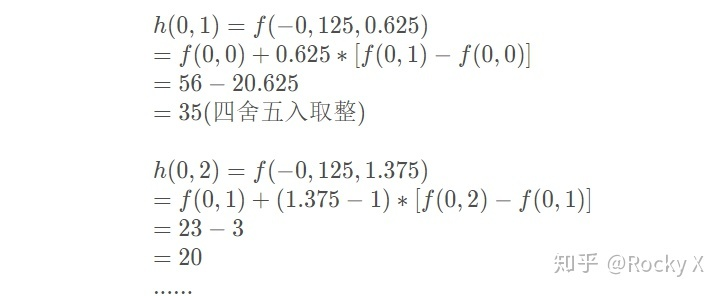 h(0,1) = f(−0,125,0.625)
= f(0,0) + 0.625 ∗ [f(0,1) − f(0,0)]
= 56 − 20.625
= 35(四舍五入取整)
h(0,2) = f(−0,125,1.375)
= f(0,1) + (1.375 − 1) ∗ [f(0,2) − f(0,1)]
= 23 − 3
= 20
......
知乎 @Rocky X